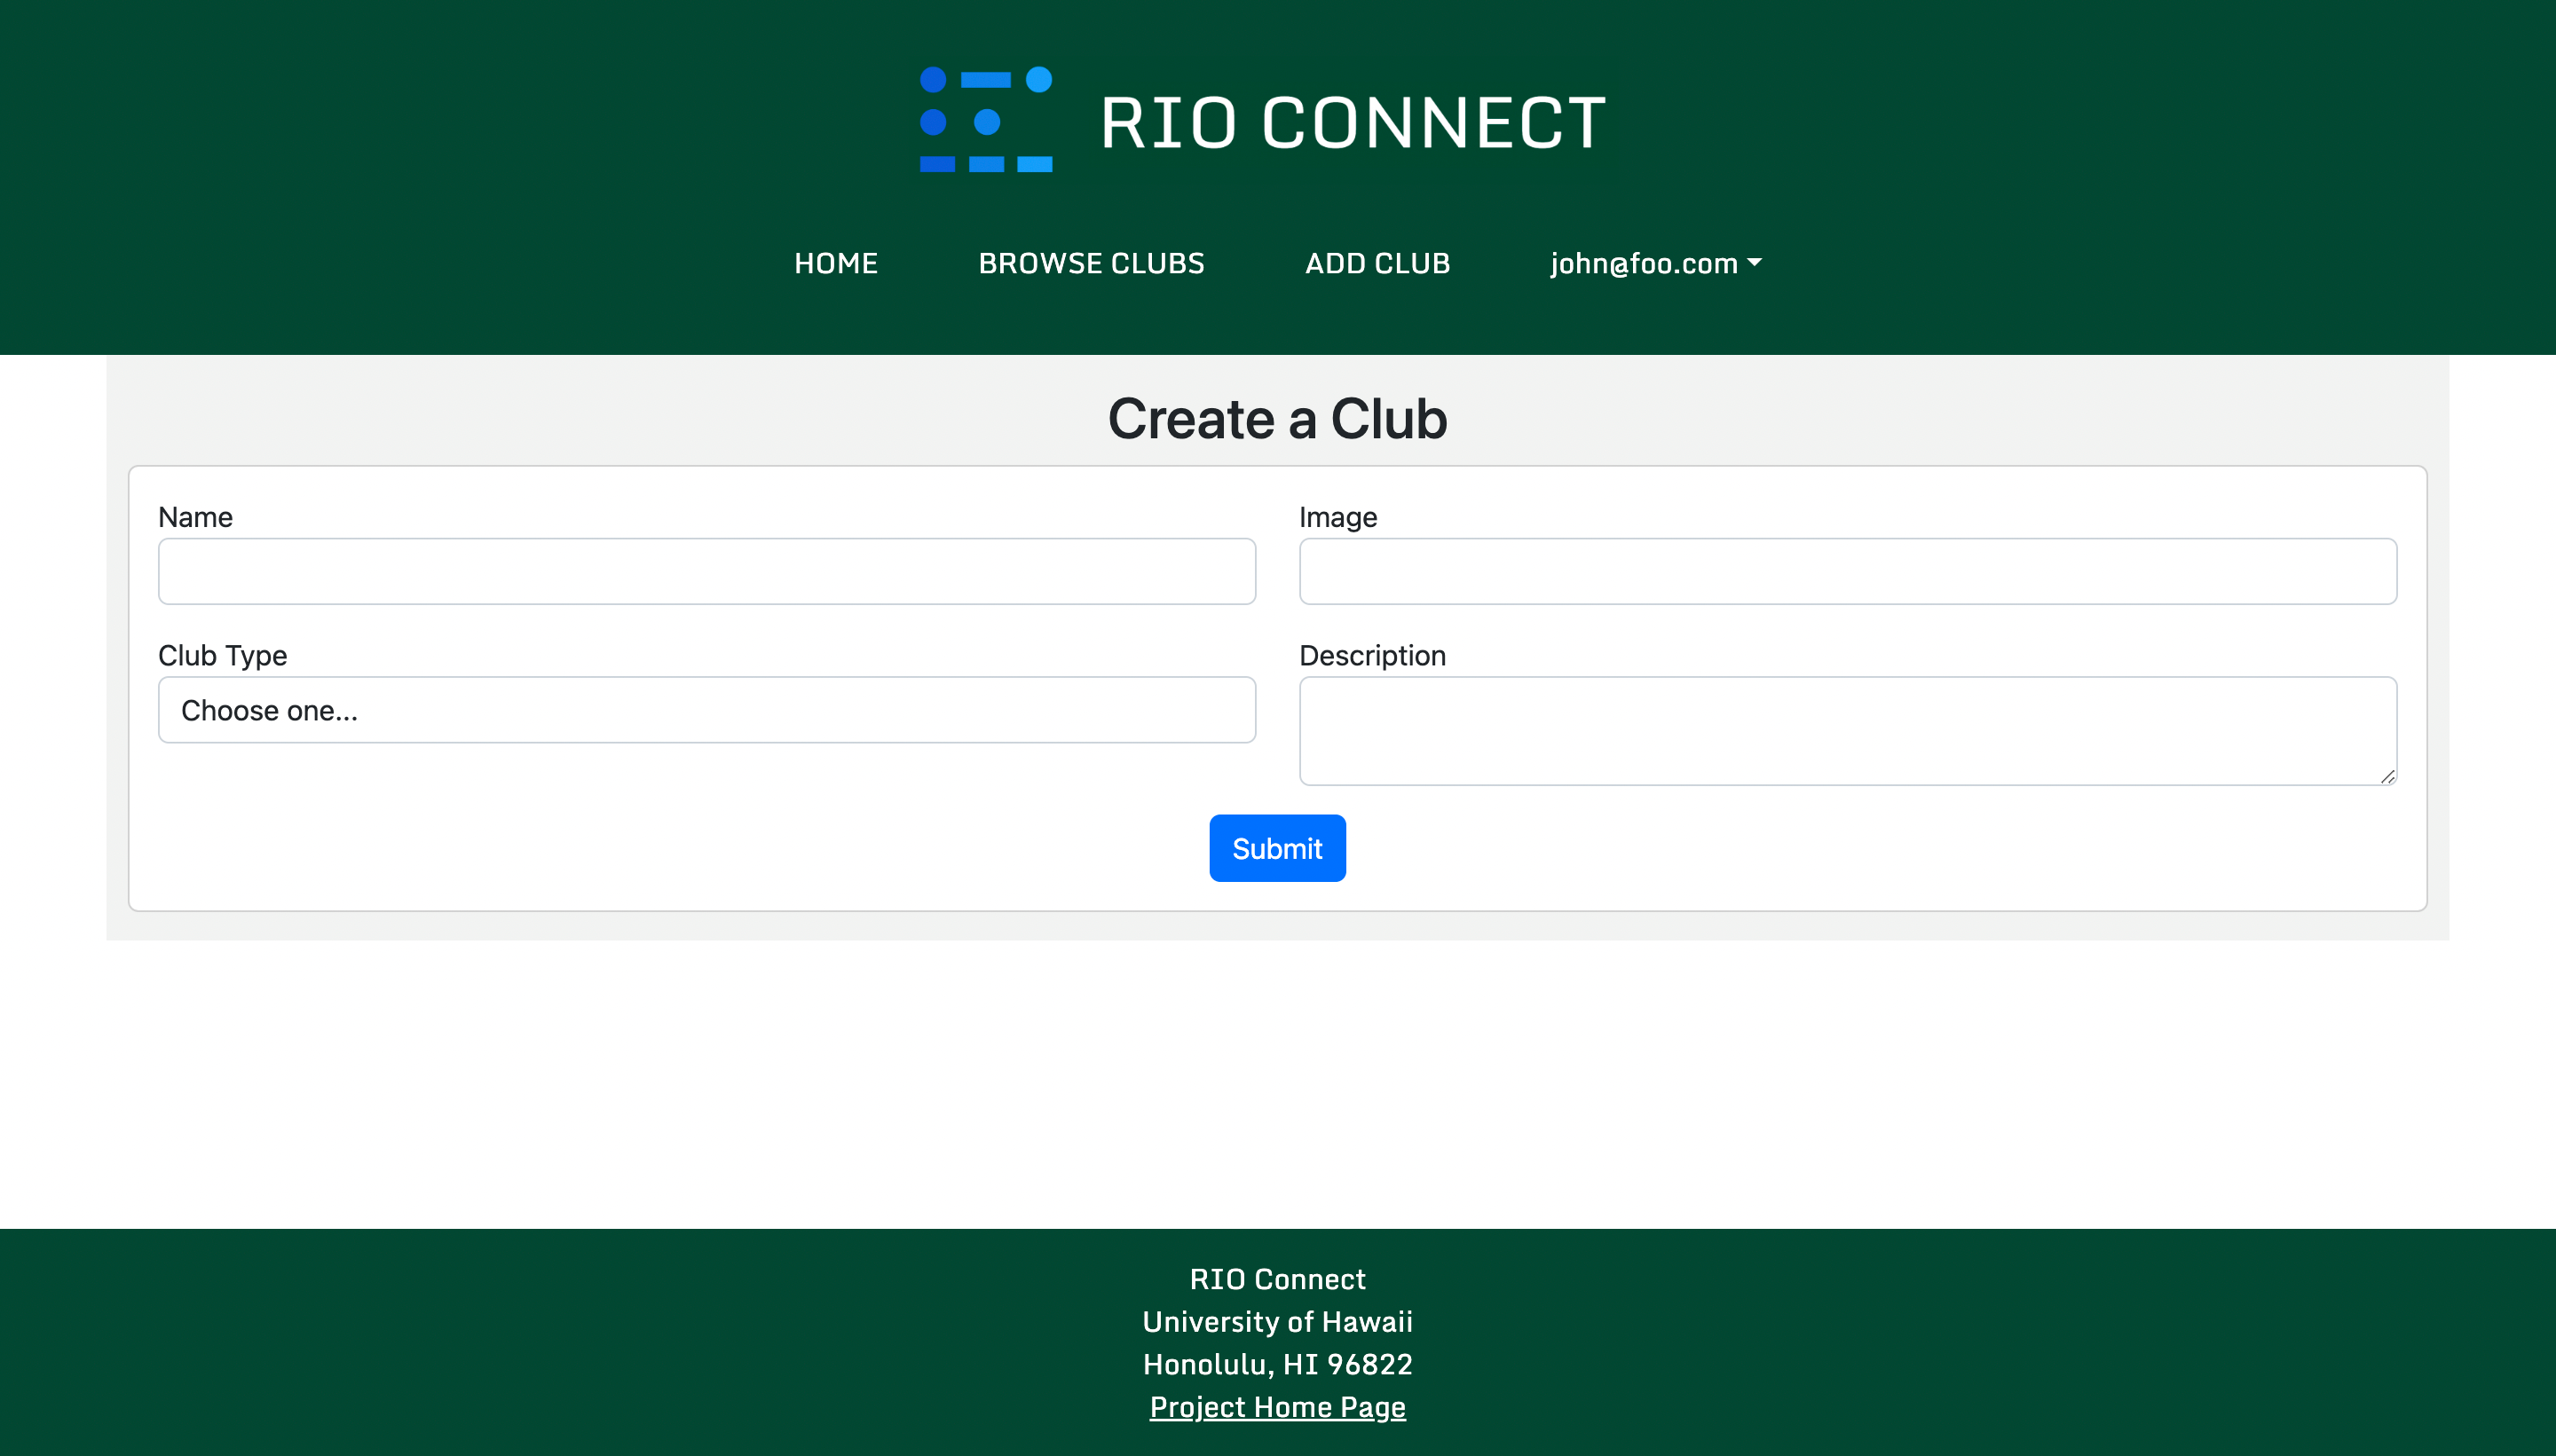 RIO CONNECT
HOME BROWSE CLUBS ADD CLUB john@foo.com
Create a Club
Name Image
Club Type Description
Choose one...
Submit
RIO Connect
University of Hawaii
Honolulu, HI 96822
Project Home Page